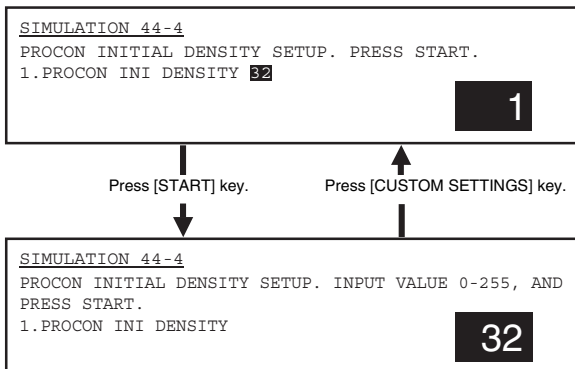 SIMULATION 44-4
PROCON INITIAL DENSITY SETUP. PRESS START.
1.PROCON INI DENSITY 32
1
Press [START] key.
Press [CUSTOM SETTINGS] key.
SIMULATION 44-4
PROCON INITIAL DENSITY SETUP. INPUT VALUE 0-255, AND
PRESS START.
1.PROCON INI DENSITY
32